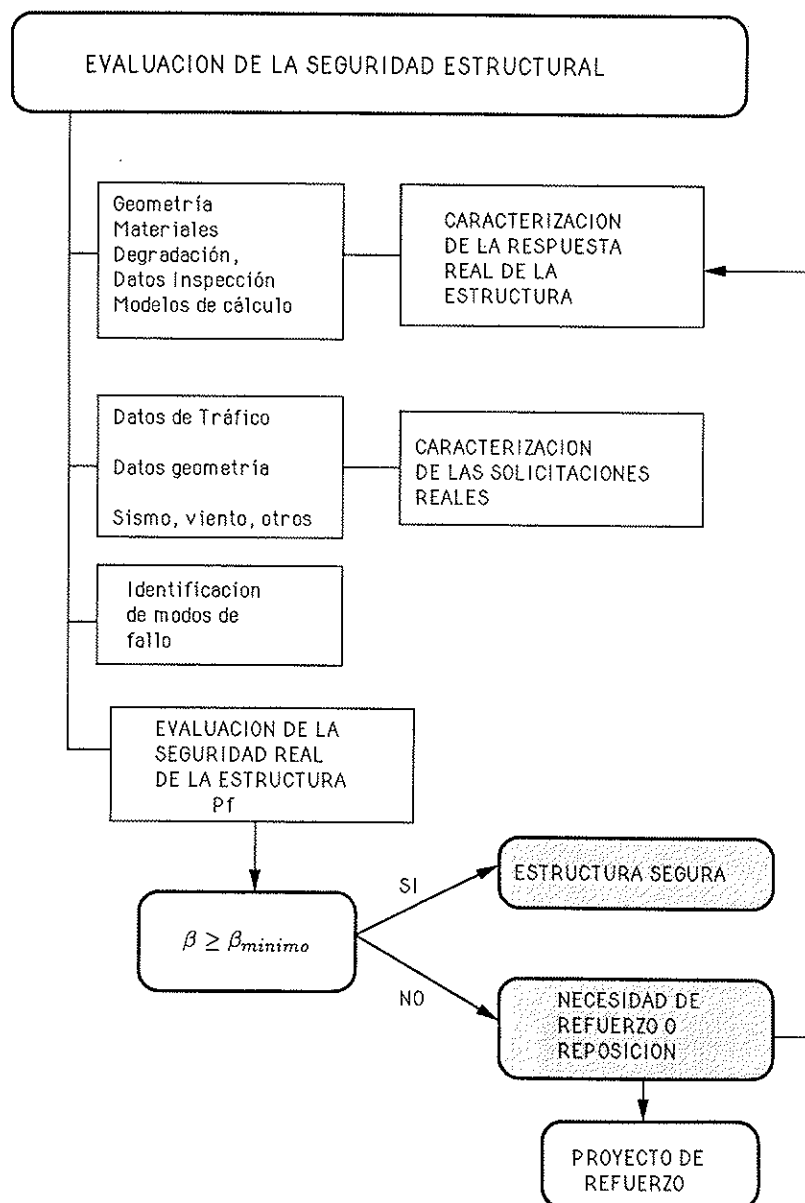 EVALUACION DE LA SEGURIDAD ESTRUCTURAL
Geometría
Materiales
Degradación,
Datos Inspección
Modelos de cálculo
CARACTERIZACION
DE LA RESPUESTA
REAL DE LA
ESTRUCTURA
Datos de Tráfico
Datos geometría
Sismo, viento, otros
CARACTERIZACION
DE LAS SOLICITACIONES
REALES
Identificacion
de modos de
fallo
EVALUACION DE LA
SEGURIDAD REAL
DE LA ESTRUCTURA
Pf
β ≥ βminimo
SI
ESTRUCTURA SEGURA
NO
NECESIDAD DE
REFUERZO O
REPOSICION
PROYECTO DE
REFUERZO